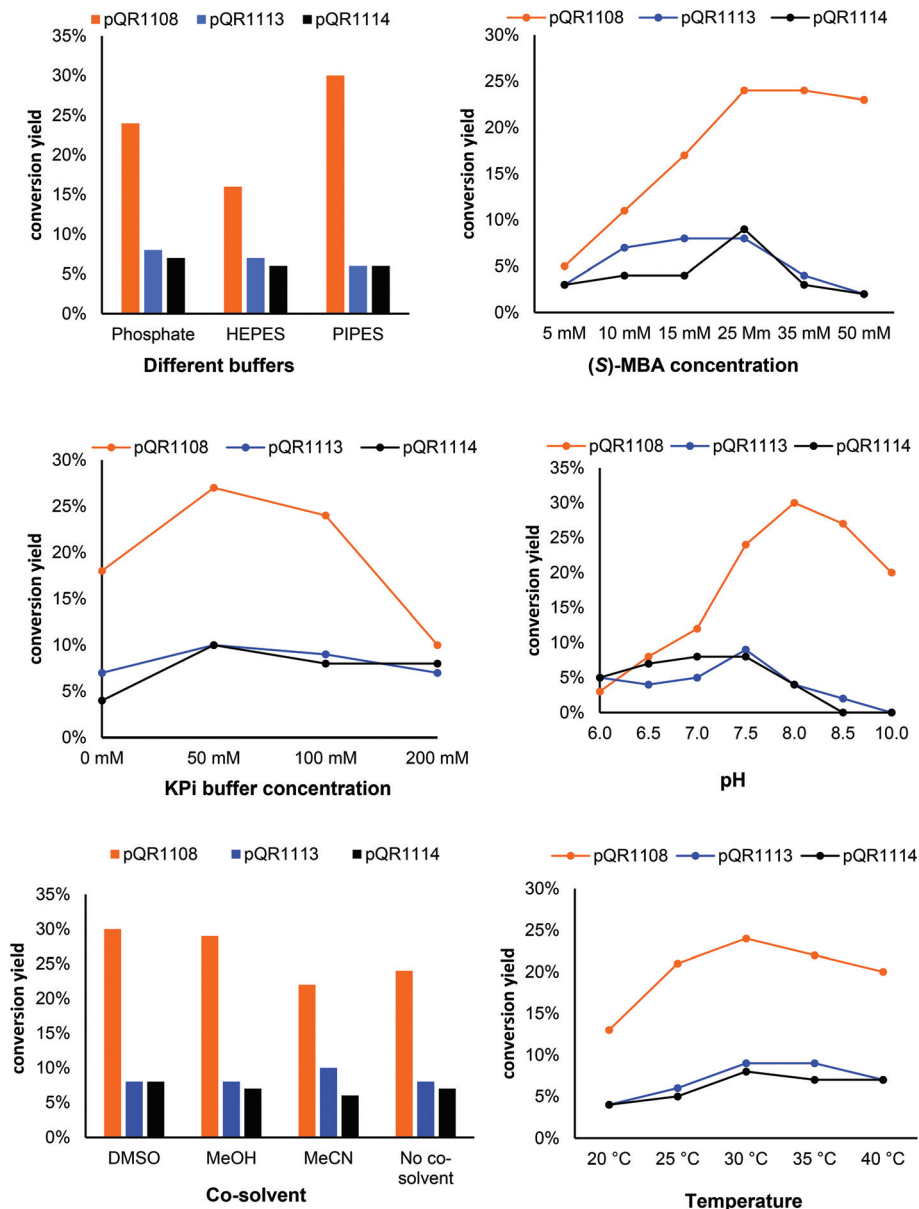 pQR1108 pQR1113 pQR1114
35%
30%
25%
20%
15%
10%
5%
0%
conversion yield
Phosphate HEPES PIPES
Different buffers
pQR1108 pQR1113 pQR1114
30%
25%
20%
15%
10%
5%
0%
conversion yield
5 mM 10 mM 15 mM 25 Mm 35 mM 50 mM
(S)-MBA concentration
pQR1108 pQR1113 pQR1114
30%
25%
20%
15%
10%
5%
0%
conversion yield
0 mM 50 mM 100 mM 200 mM
KPi buffer concentration
pQR1108 pQR1113 pQR1114
35%
30%
25%
20%
15%
10%
5%
0%
conversion yield
6.0 6.5 7.0 7.5 8.0 8.5 10.0
pH
pQR1108 pQR1113 pQR1114
35%
30%
25%
20%
15%
10%
5%
0%
conversion yield
DMSO MeOH MeCN No co-
solvent
Co-solvent
pQR1108 pQR1113 pQR1114
30%
25%
20%
15%
10%
5%
0%
conversion yield
20 °C 25 °C 30 °C 35 °C 40 °C
Temperature